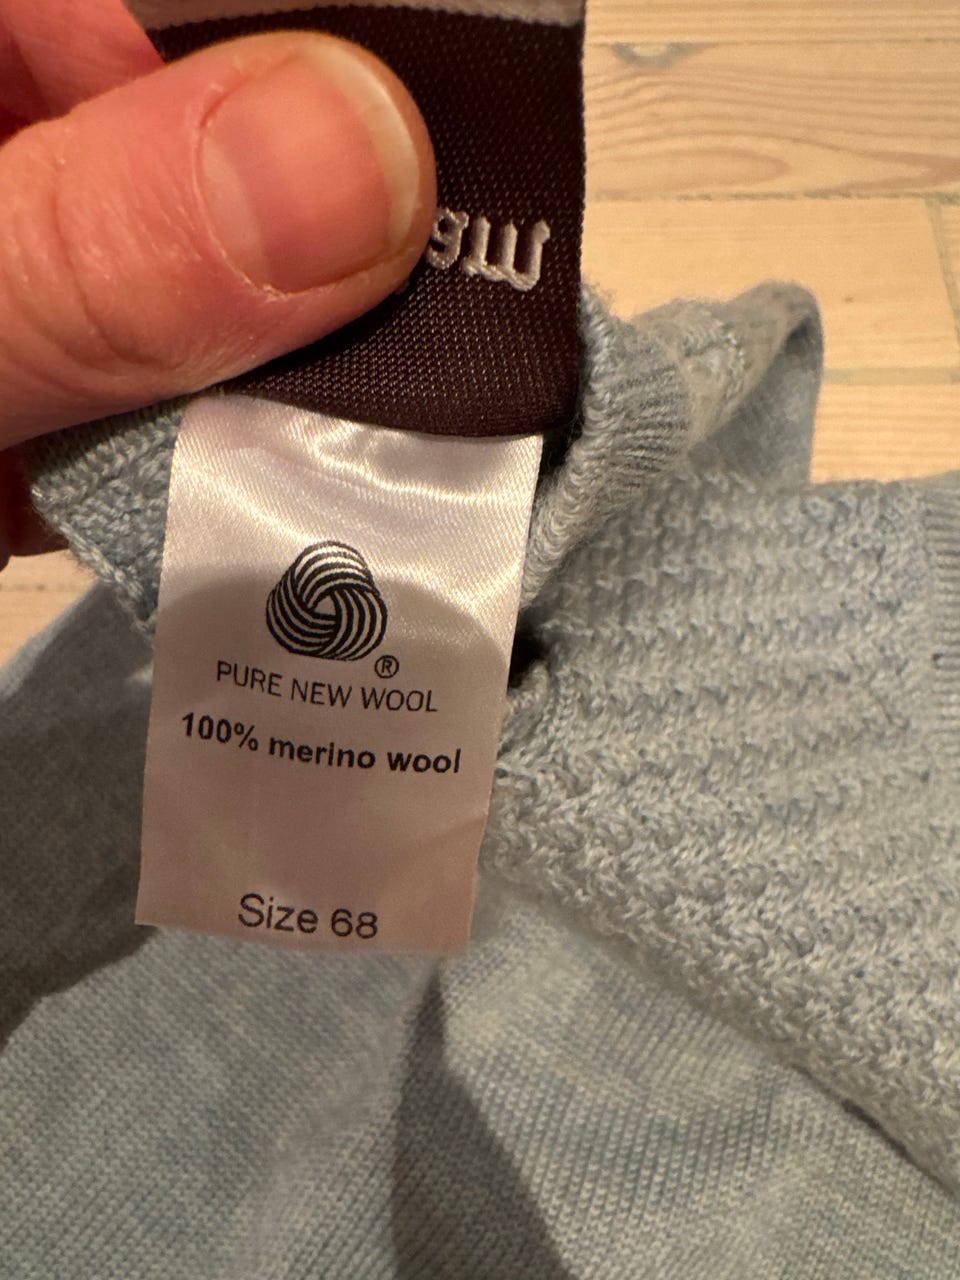 ®
PURE NEW WOOL
100% merino wool
Size 68